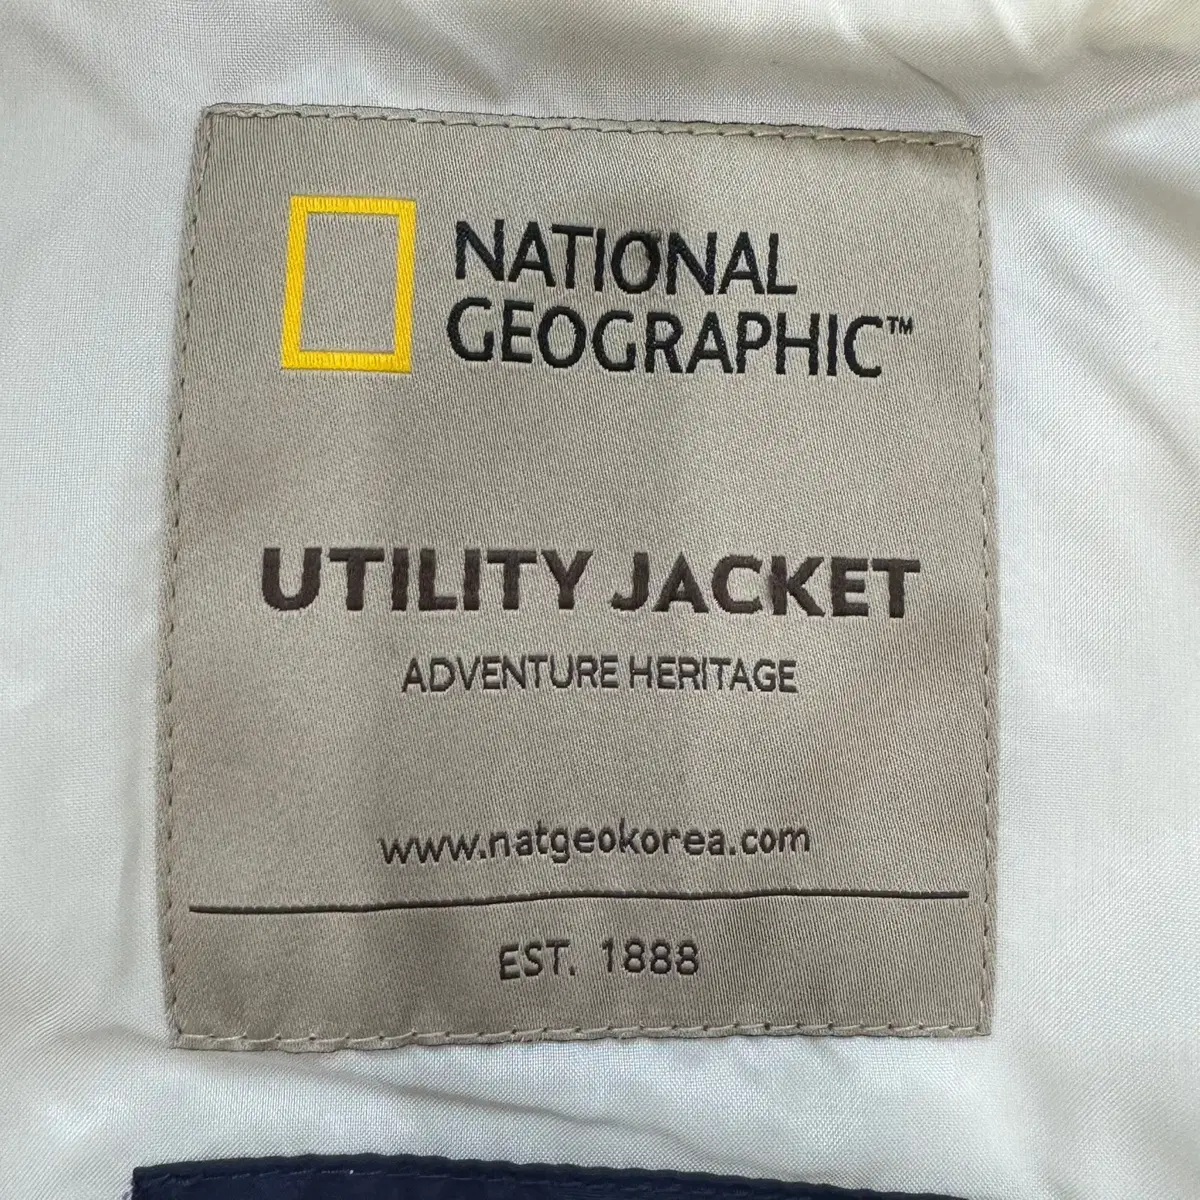 NATIONAL
GEOGRAPHIC™
UTILITY JACKET
ADVENTURE HERITAGE
www.natgeokorea.com
EST. 1888